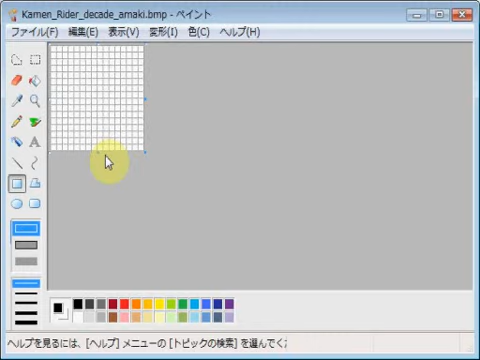 Kamen_Rider_decade_amaki.bmp - ペイント
ファイル(F) 編集(E) 表示(V) 変形(I) 色(C) ヘルプ(H)
A
ヘルプを見るには、[ヘルプ] メニューの [トピックの検索] を選んでく